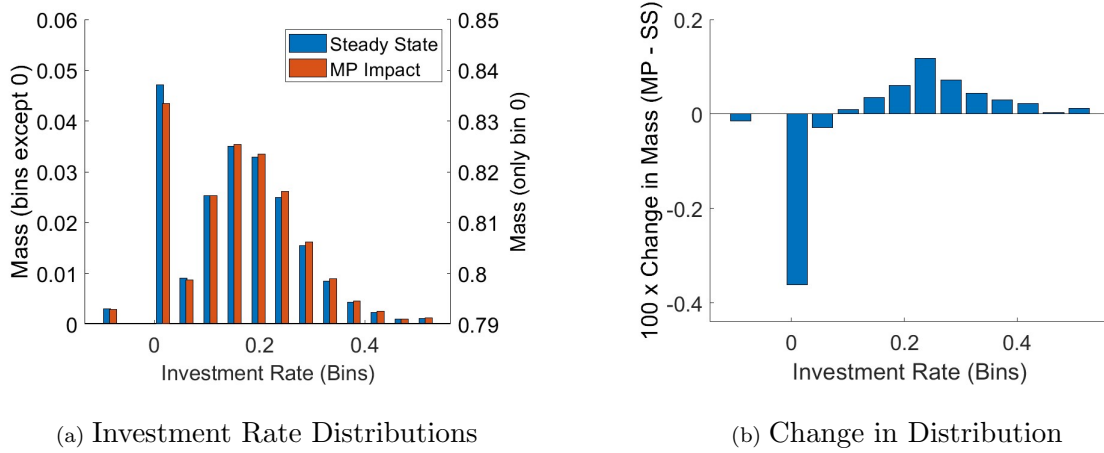 0.06
0.05
0.04
0.03
0.02
0.01
0
Mass (bins except 0)
0.85
0.84
0.83
0.82
0.81
0.8
0.79
Mass (only bin 0)
Steady State
MP Impact
0 0.2 0.4
Investment Rate (Bins)
(a) Investment Rate Distributions
100 x Change in Mass (MP - SS)
0.2
0
-0.2
-0.4
0 0.2 0.4
Investment Rate (Bins)
(b) Change in Distribution